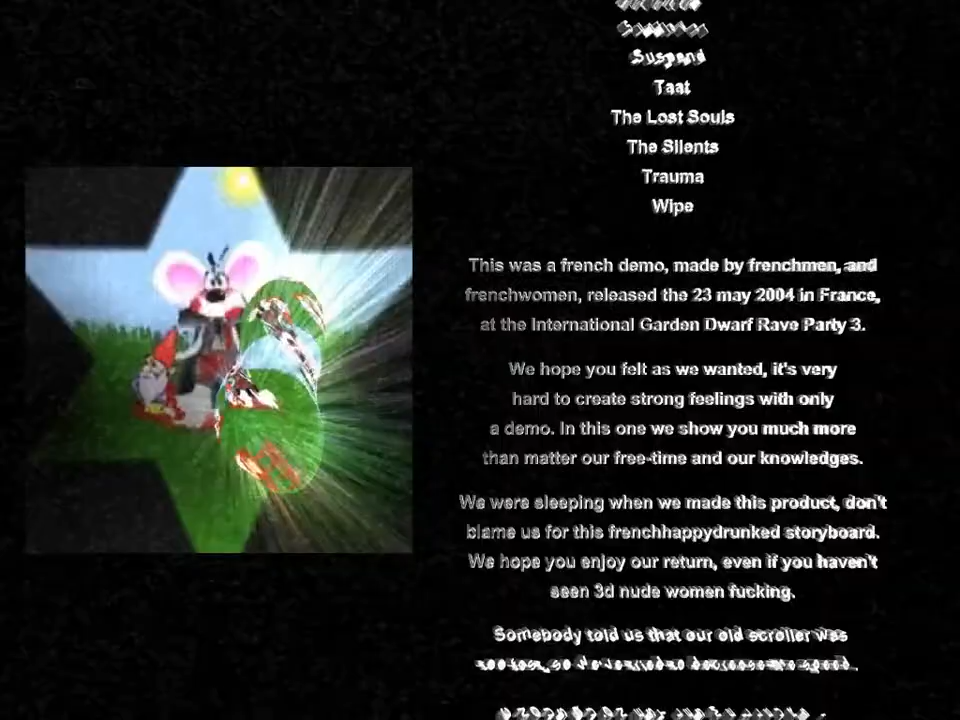 Suspend
Taat
The Lost Souls
The Silents
Trauma
Wipe
This was a french demo, made by frenchmen, and
frenchwomen, released the 23 may 2004 in France,
at the International Garden Dwarf Rave Party 3.
We hope you felt as we wanted, it's very
hard to create strong feelings with only
a demo. In this one we show you much more
than matter our free-time and our knowledges.
We were sleeping when we made this product, don't
blame us for this frenchhappydrunked storyboard.
We hope you enjoy our return, even if you haven't
seen 3d nude women fucking.
Somebody told us that our old scroller was